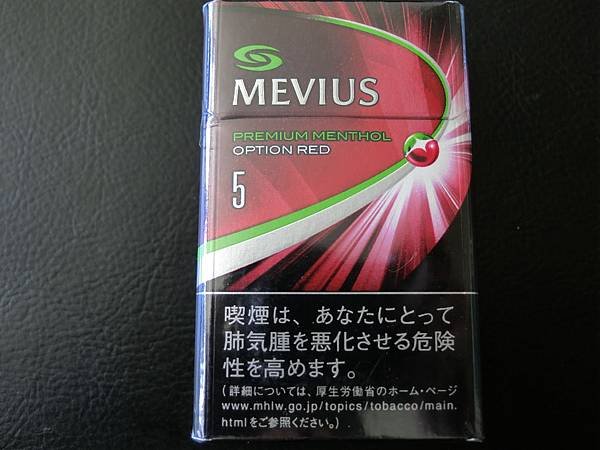 MEVIUS
PREMIUM MENTHOL
OPTION RED
5
喫煙は、あなたにとって
肺気腫を悪化させる危険
性を高めます。
(詳細については、厚生労働省のホーム・ページ
www.mhlw.go.jp/topics/tobacco/main.
htmlをご参照ください。)